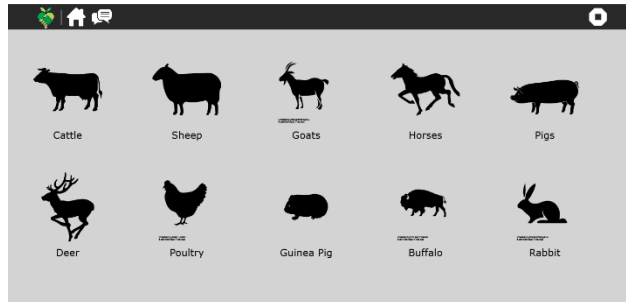 Cattle
Sheep
Goats
Horses
Pigs
Deer
Poultry
Guinea Pig
Buffalo
Rabbit